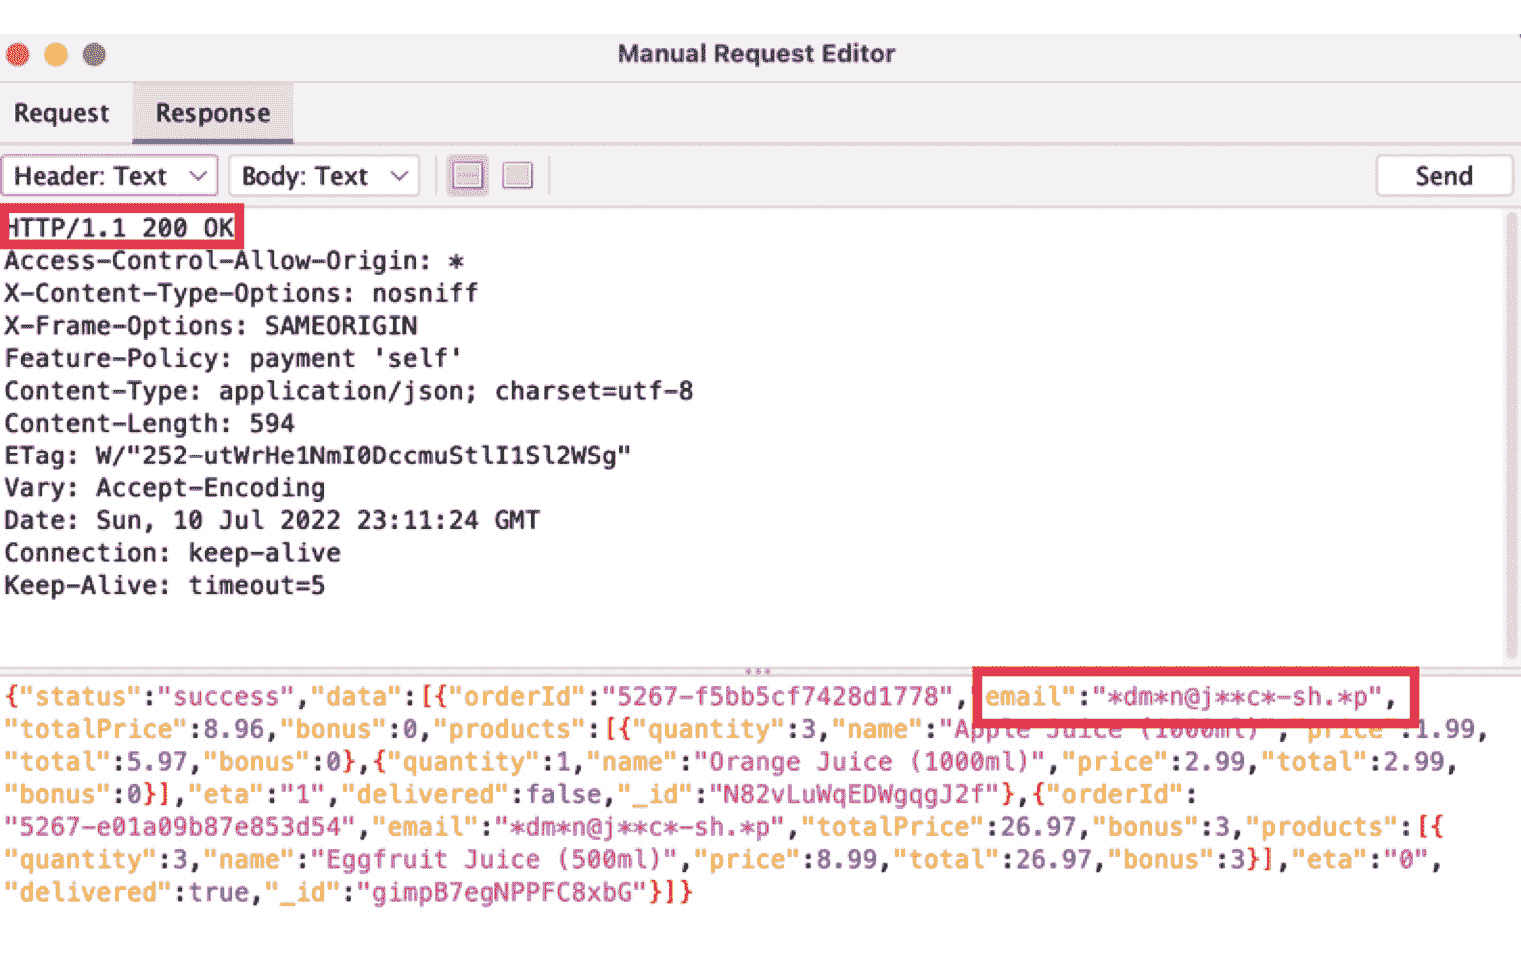 Manual Request Editor
Request Response
Header: Text Body: Text Send
HTTP/1.1 200 OK
Access-Control-Allow-Origin: *
X-Content-Type-Options: nosniff
X-Frame-Options: SAMEORIGIN
Feature-Policy: payment 'self'
Content-Type: application/json; charset=utf-8
Content-Length: 594
ETag: W/"252-utWrHe1NmI0DccmuStlI1Sl2WSg"
Vary: Accept-Encoding
Date: Sun, 10 Jul 2022 23:11:24 GMT
Connection: keep-alive
Keep-Alive: timeout=5
{"status":"success","data":[{"orderId":"5267-f5bb5cf7428d1778","email":"*dm*n@j**c*-sh.*p",
"totalPrice":8.96,"bonus":0,"products":[{"quantity":3,"name":"Apple Juice (1000ml)","price":1.99,
"total":5.97,"bonus":0},{"quantity":1,"name":"Orange Juice (1000ml)","price":2.99,"total":2.99,
"bonus":0}],"eta":"1","delivered":false,"_id":"N82vLuWqEDWgqgJ2f"},{"orderId":
"5267-e01a09b87e853d54","email":"*dm*n@j**c*-sh.*p","totalPrice":26.97,"bonus":3,"products":[{
"quantity":3,"name":"Eggfruit Juice (500ml)","price":8.99,"total":26.97,"bonus":3}],"eta":"0",
"delivered":true,"_id":"gimpB7egNPPFC8xbG"}]}